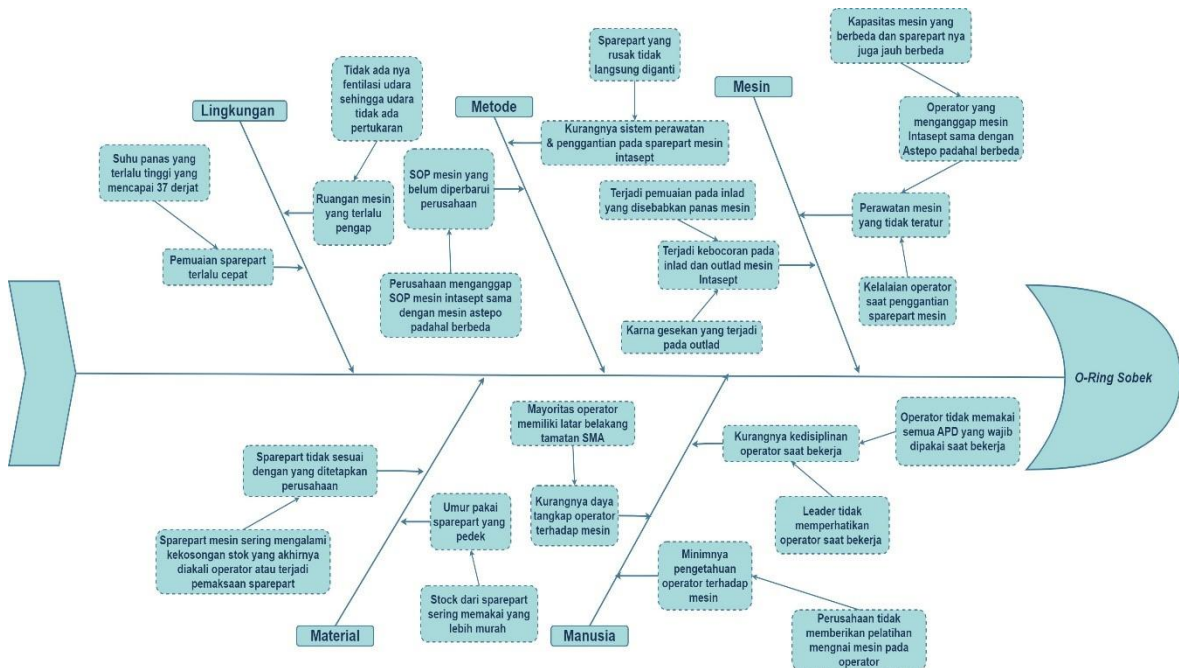 Lingkungan
Tidak ada nya
fentilasi udara
sehingga udara
tidak ada
pertukaran
Suhu panas yang
terlalu tinggi yang
mencapai 37 derjat
Ruangan mesin
yang terlalu
pengap
Pemuaian sparepart
terlalu cepat
Metode
Sparepart yang
rusak tidak
langsung diganti
Kurangnya sistem perawatan
& penggantian pada sparepart mesin
intasept
SOP mesin yang
belum diperbarui
perusahaan
Perusahaan menganggap
SOP mesin intasept sama
dengan mesin astepo
padahal berbeda
Mesin
Kapasitas mesin yang
berbeda dan sparepart nya
juga jauh berbeda
Operator yang
menganggap mesin
Intasept sama dengan
Astepo padahal berbeda
Terjadi pemuaian pada inlad
yang disebabkan panas mesin
Perawatan mesin
yang tidak teratur
Terjadi kebocoran pada
inlad dan outlad mesin
Intasept
Kelalaian operator
saat penggantian
sparepart mesin
Karna gesekan yang terjadi
pada outlad
O-Ring Sobek
Sparepart tidak sesuai
dengan yang ditetapkan
perusahaan
Sparepart mesin sering mengalami
kekosongan stok yang akhirnya
diakali operator atau terjadi
pemaksaan sparepart
Umur pakai
sparepart yang
pedek
Stock dari sparepart
sering memakai yang
lebih murah
Material
Mayoritas operator
memiliki latar belakang
tamatan SMA
Kurangnya daya
tangkap operator
terhadap mesin
Kurangnya kedisiplinan
operator saat bekerja
Operator tidak memakai
semua APD yang wajib
dipakai saat bekerja
Leader tidak
memperhatikan
operator saat bekerja
Minimnya
pengetahuan
operator terhadap
mesin
Perusahaan tidak
memberikan pelatihan
mengnai mesin pada
operator
Manusia